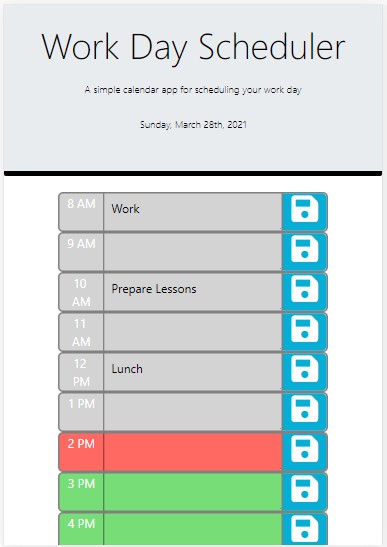 Work Day Scheduler
A simple calendar app for scheduling your work day
Sunday, March 28th, 2021
8 AM Work
9 AM
10
AM Prepare Lessons
11
AM
12
PM Lunch
1 PM
2 PM
3 PM
4 PM